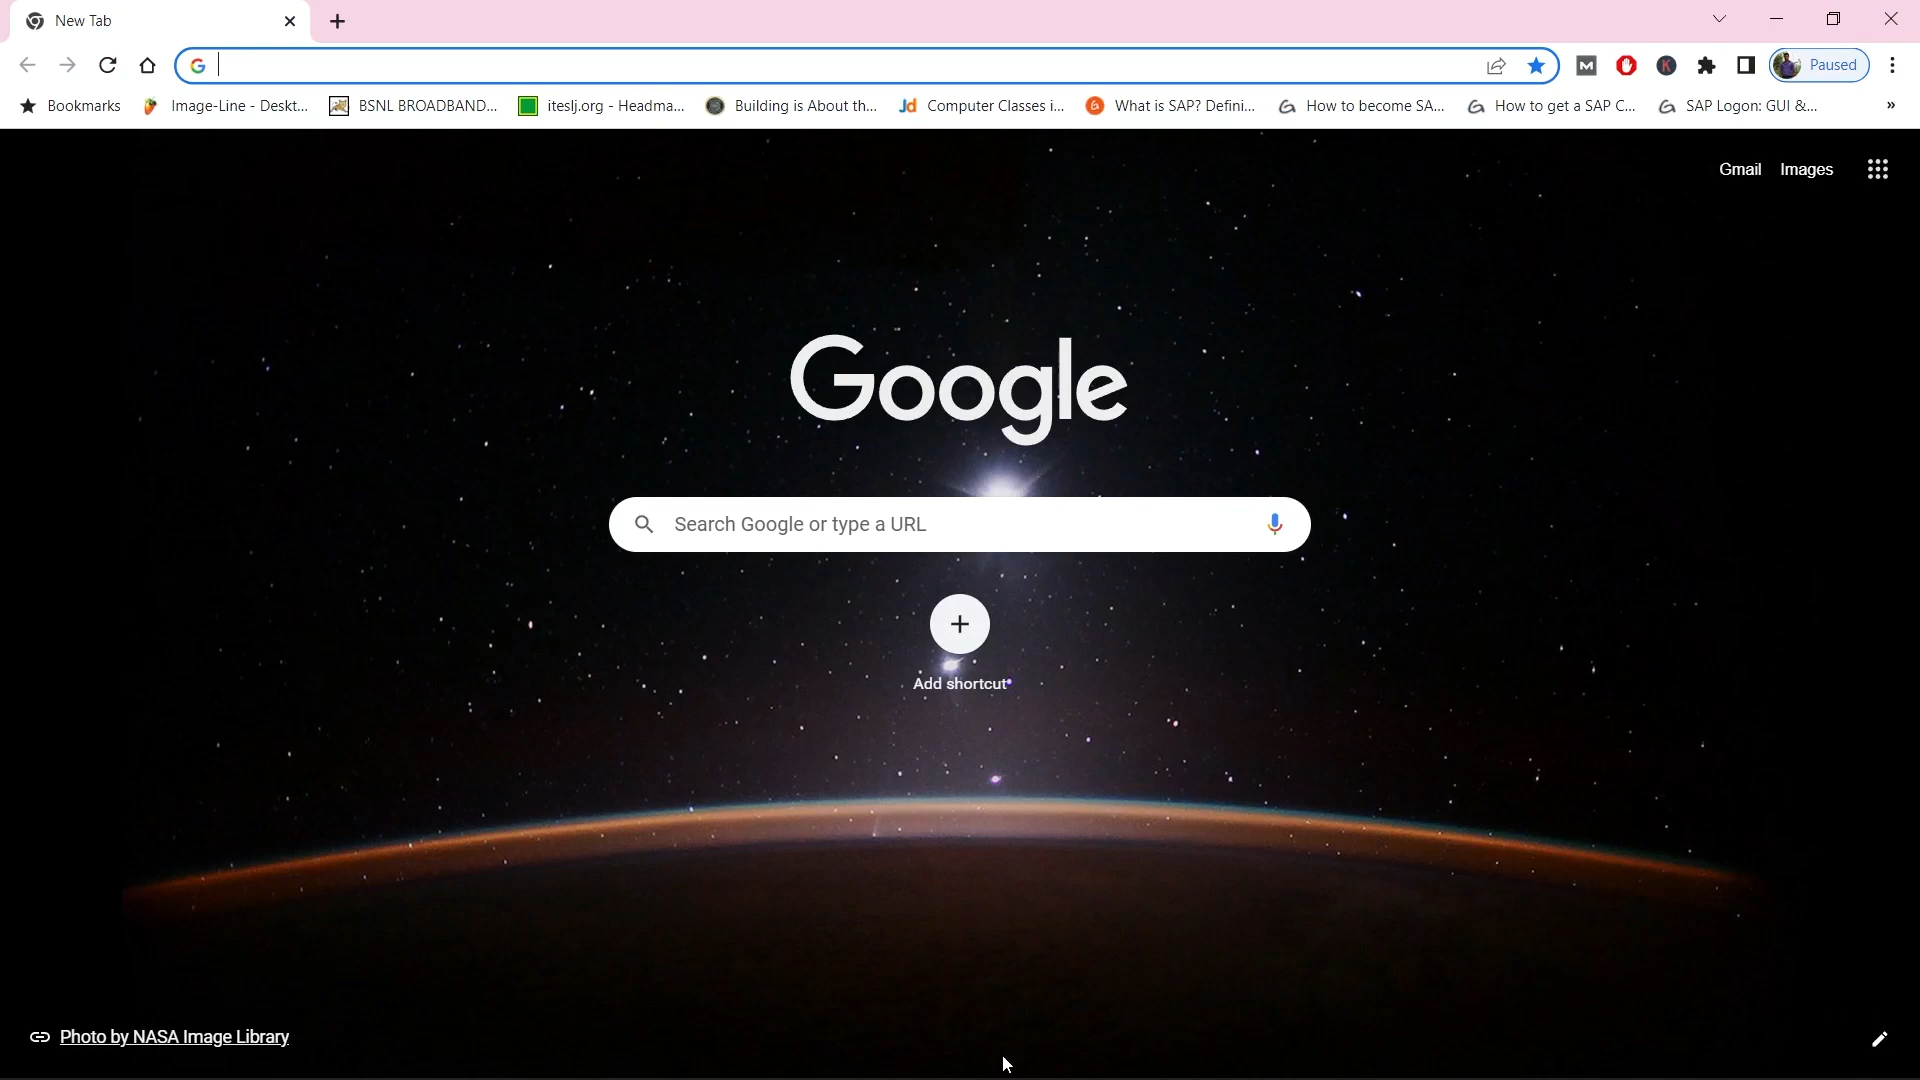 New Tab
Paused
Bookmarks Image-Line - Deskt... BSNL BROADBAND... iteslj.org - Headma... Building is About th... Computer Classes i... What is SAP? Defini... How to become SA... How to get a SAP C... SAP Logon: GUI &... »
Gmail Images
Google
Search Google or type a URL
Add shortcut
Photo by NASA Image Library